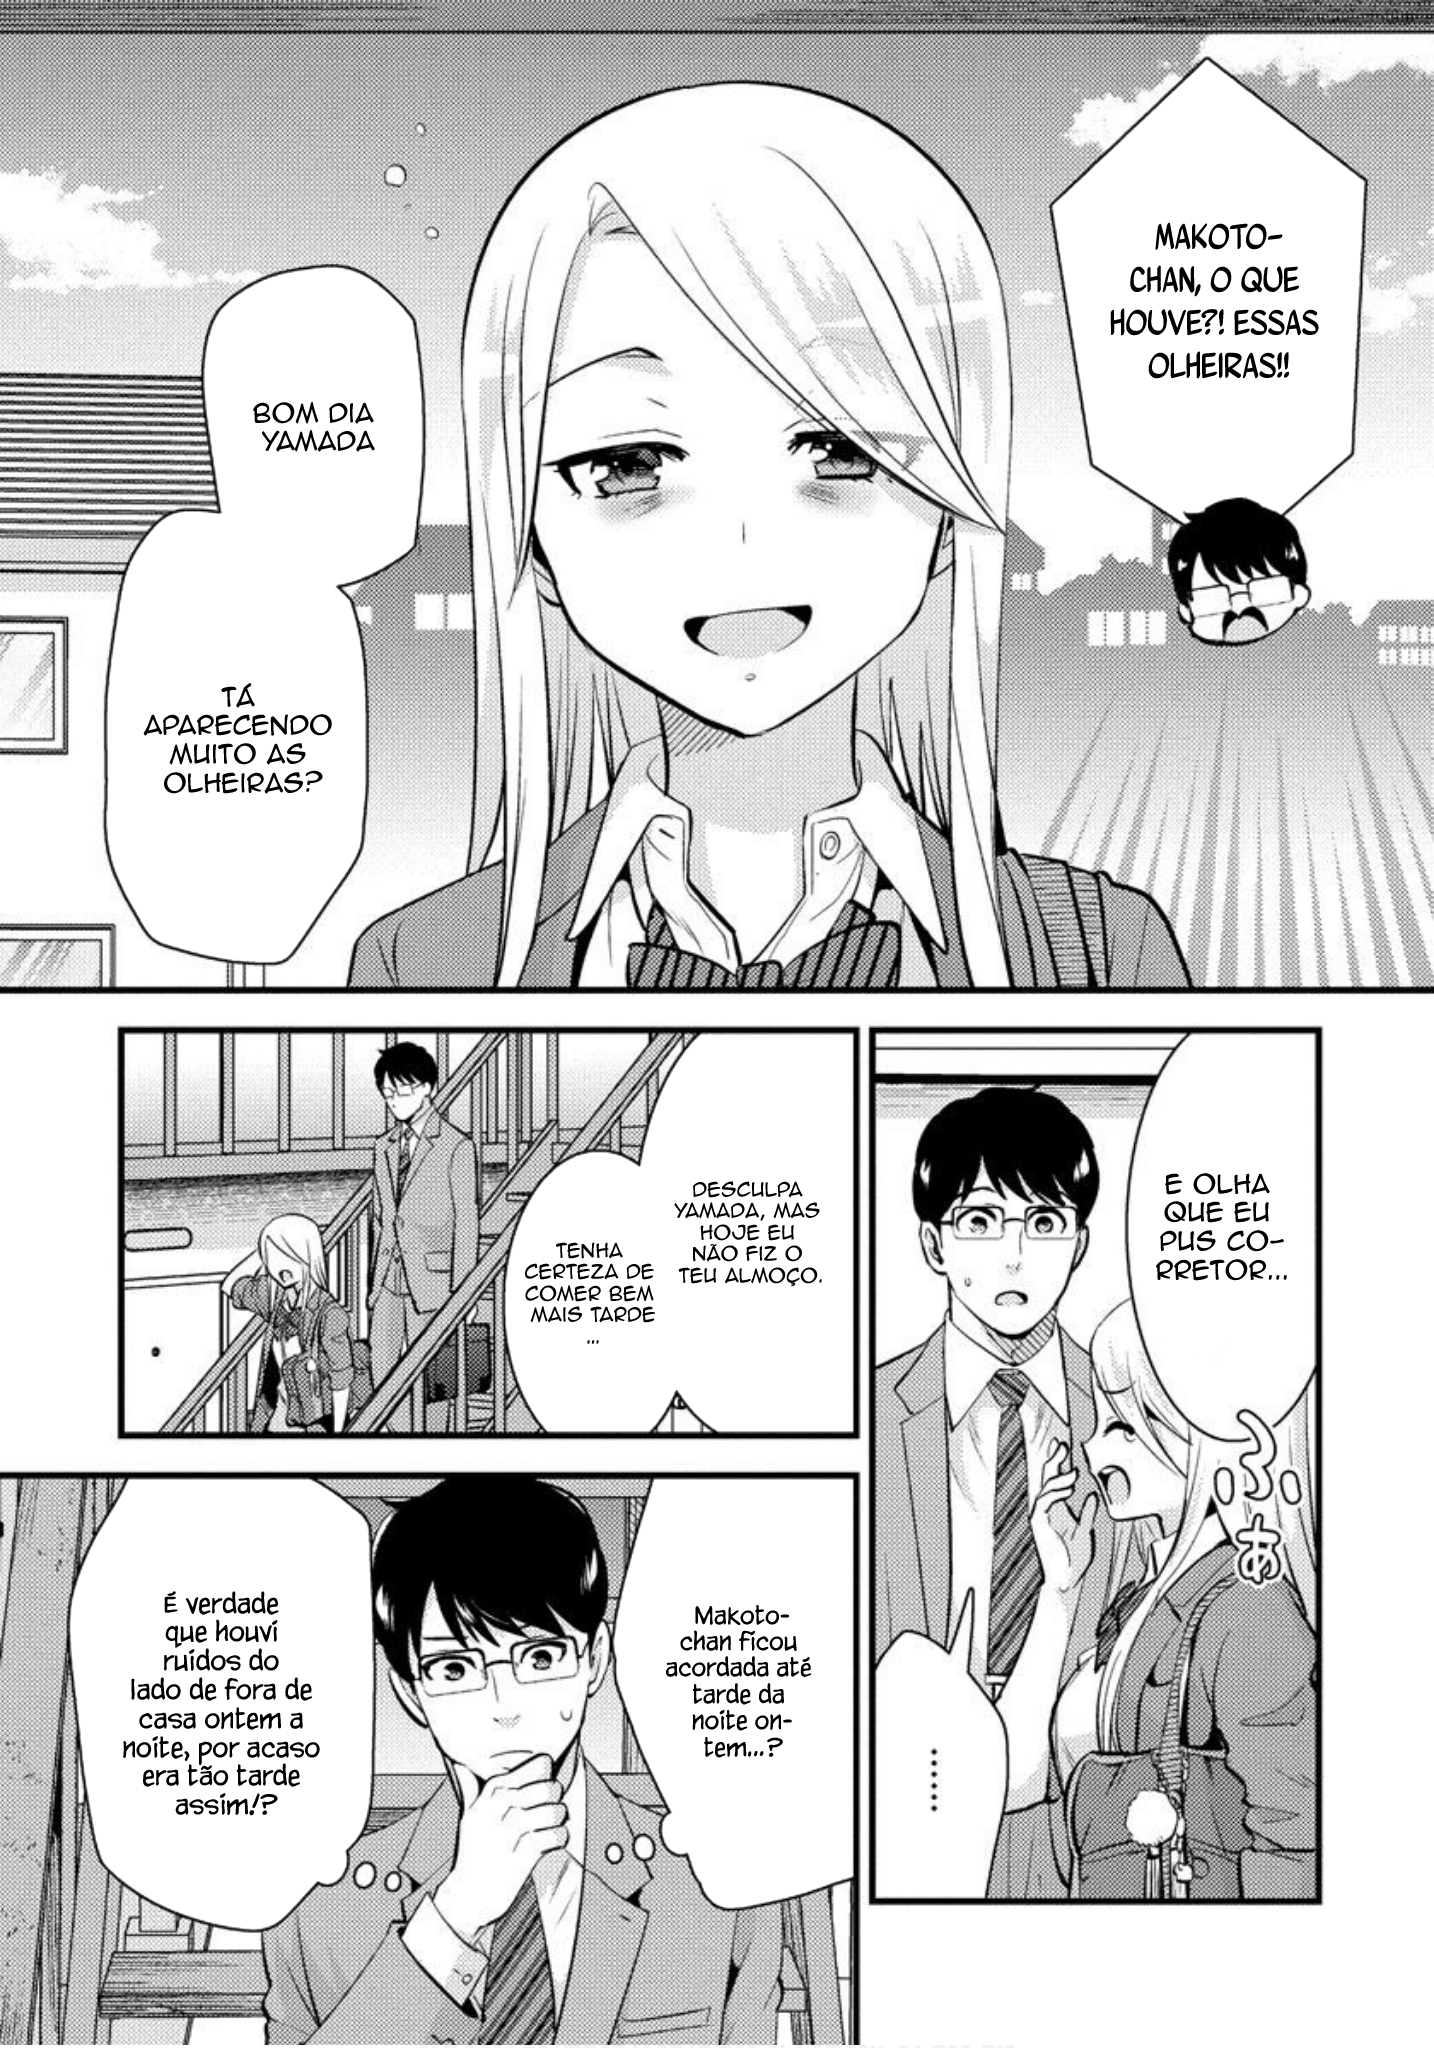 MAKOTO-
CHAN, O QUE
HOUVE?! ESSAS
OLHEIRAS!!
BOM DIA
YAMADA
TÁ
APARECENDO
MUITO AS
OLHEIRAS?
E OLHA
QUE EU
PUS CO-
RRETOR...
ふぁ
......
DESCULPA
YAMADA, MAS
HOJE EU
NÃO FIZ O
TEU ALMOÇO.
TENHA
CERTEZA DE
COMER BEM
MAIS TARDE
...
Makoto-
chan ficou
acordada até
tarde da
noite on-
tem...?
É verdade
que houvi
ruídos do
lado de fora de
casa ontem a
noite, por acaso
era tão tarde
assim!?